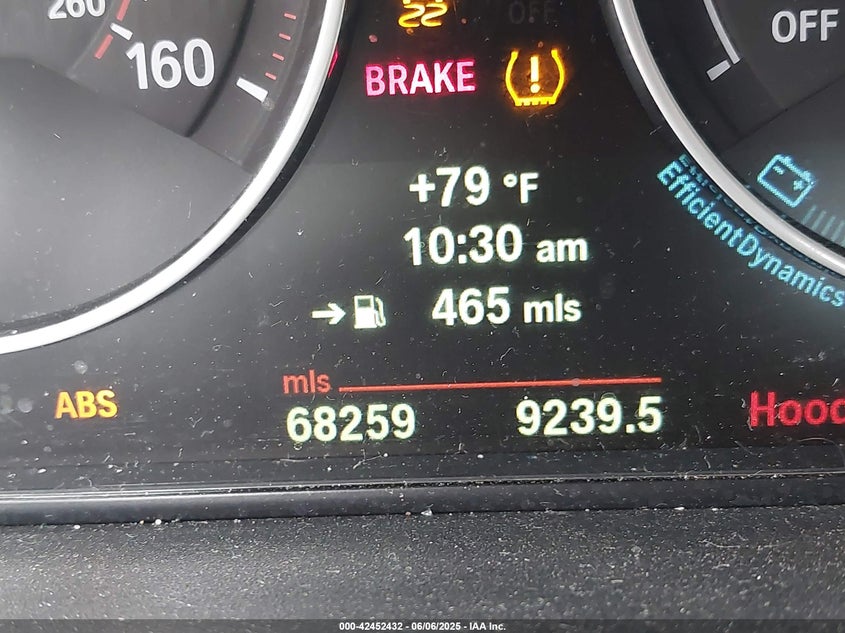 260
160
OFF
OFF
BRAKE
+79 °F
10:30 am
465 mls
EfficientDynamics
mls
68259 9239.5
ABS
Hood
000-42452432 - 06/06/2025 - IAA Inc.